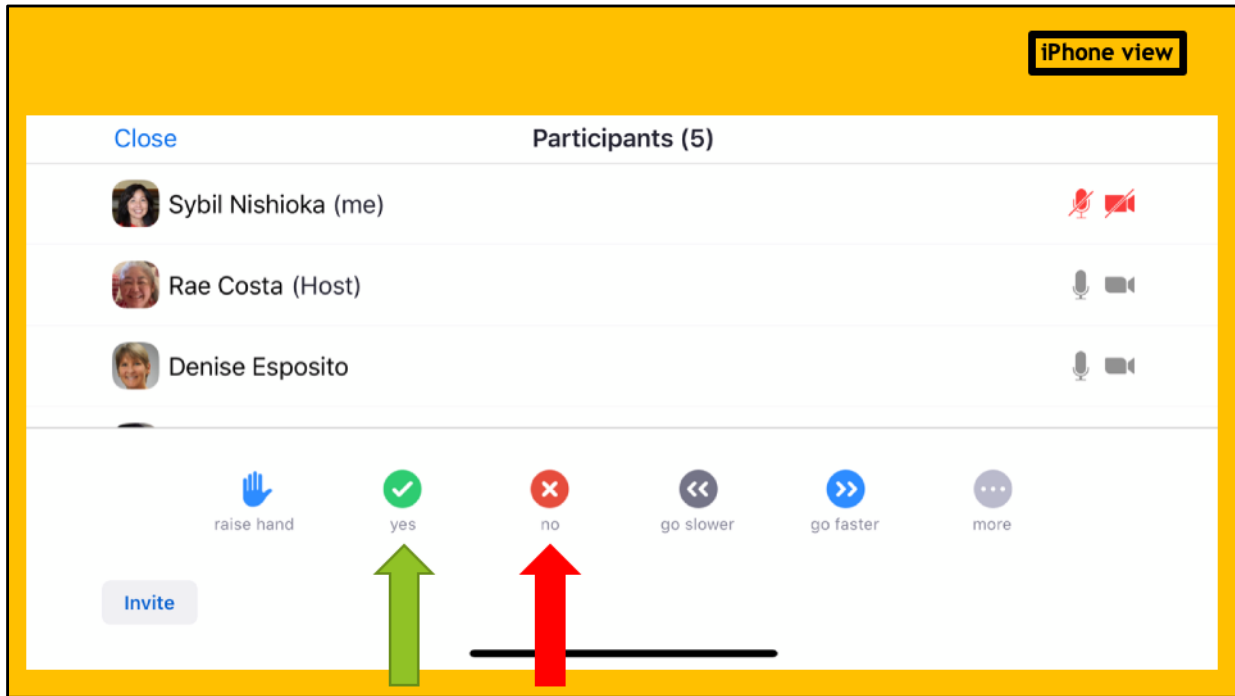 iPhone view
Close Participants (5)
Sybil Nishioka (me)
Rae Costa (Host)
Denise Esposito
raise hand yes no go slower go faster more
Invite